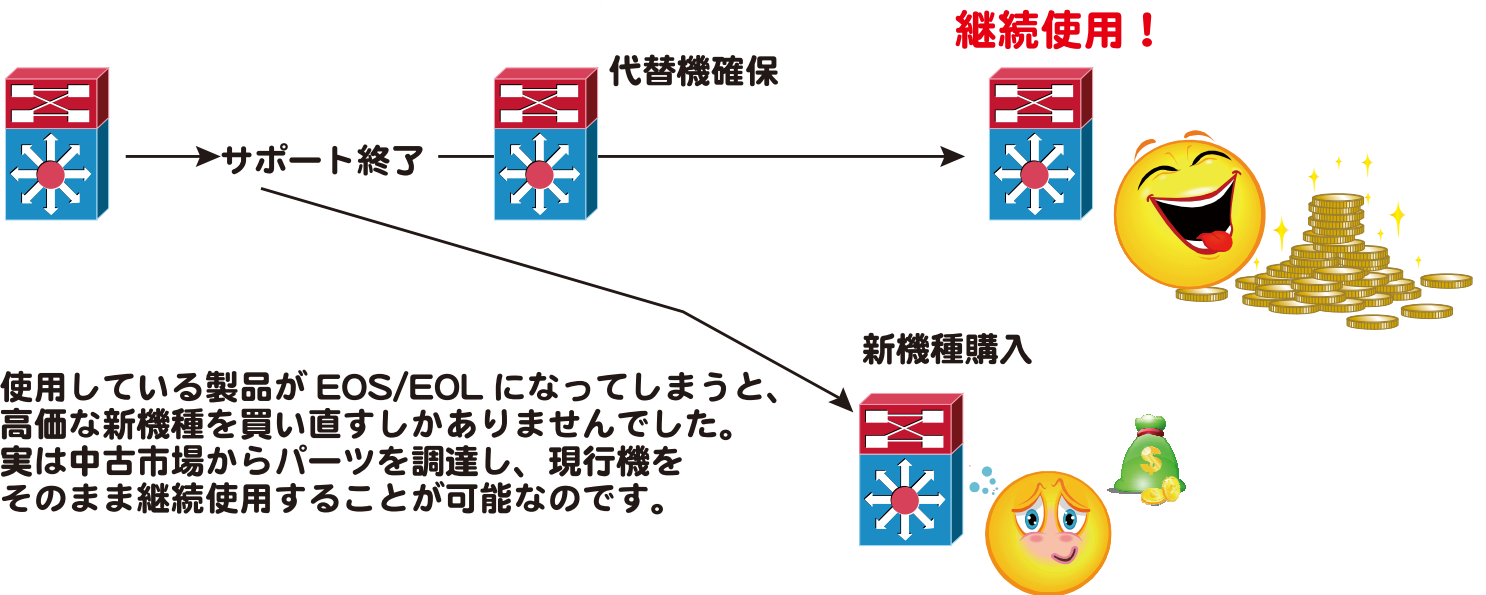 継続使用！
代替機確保
サポート終了
新機種購入
使用している製品が EOS/EOL になってしまうと、
高価な新機種を買い直すしかありませんでした。
実は中古市場からパーツを調達し、現行機を
そのまま継続使用することが可能なのです。
$